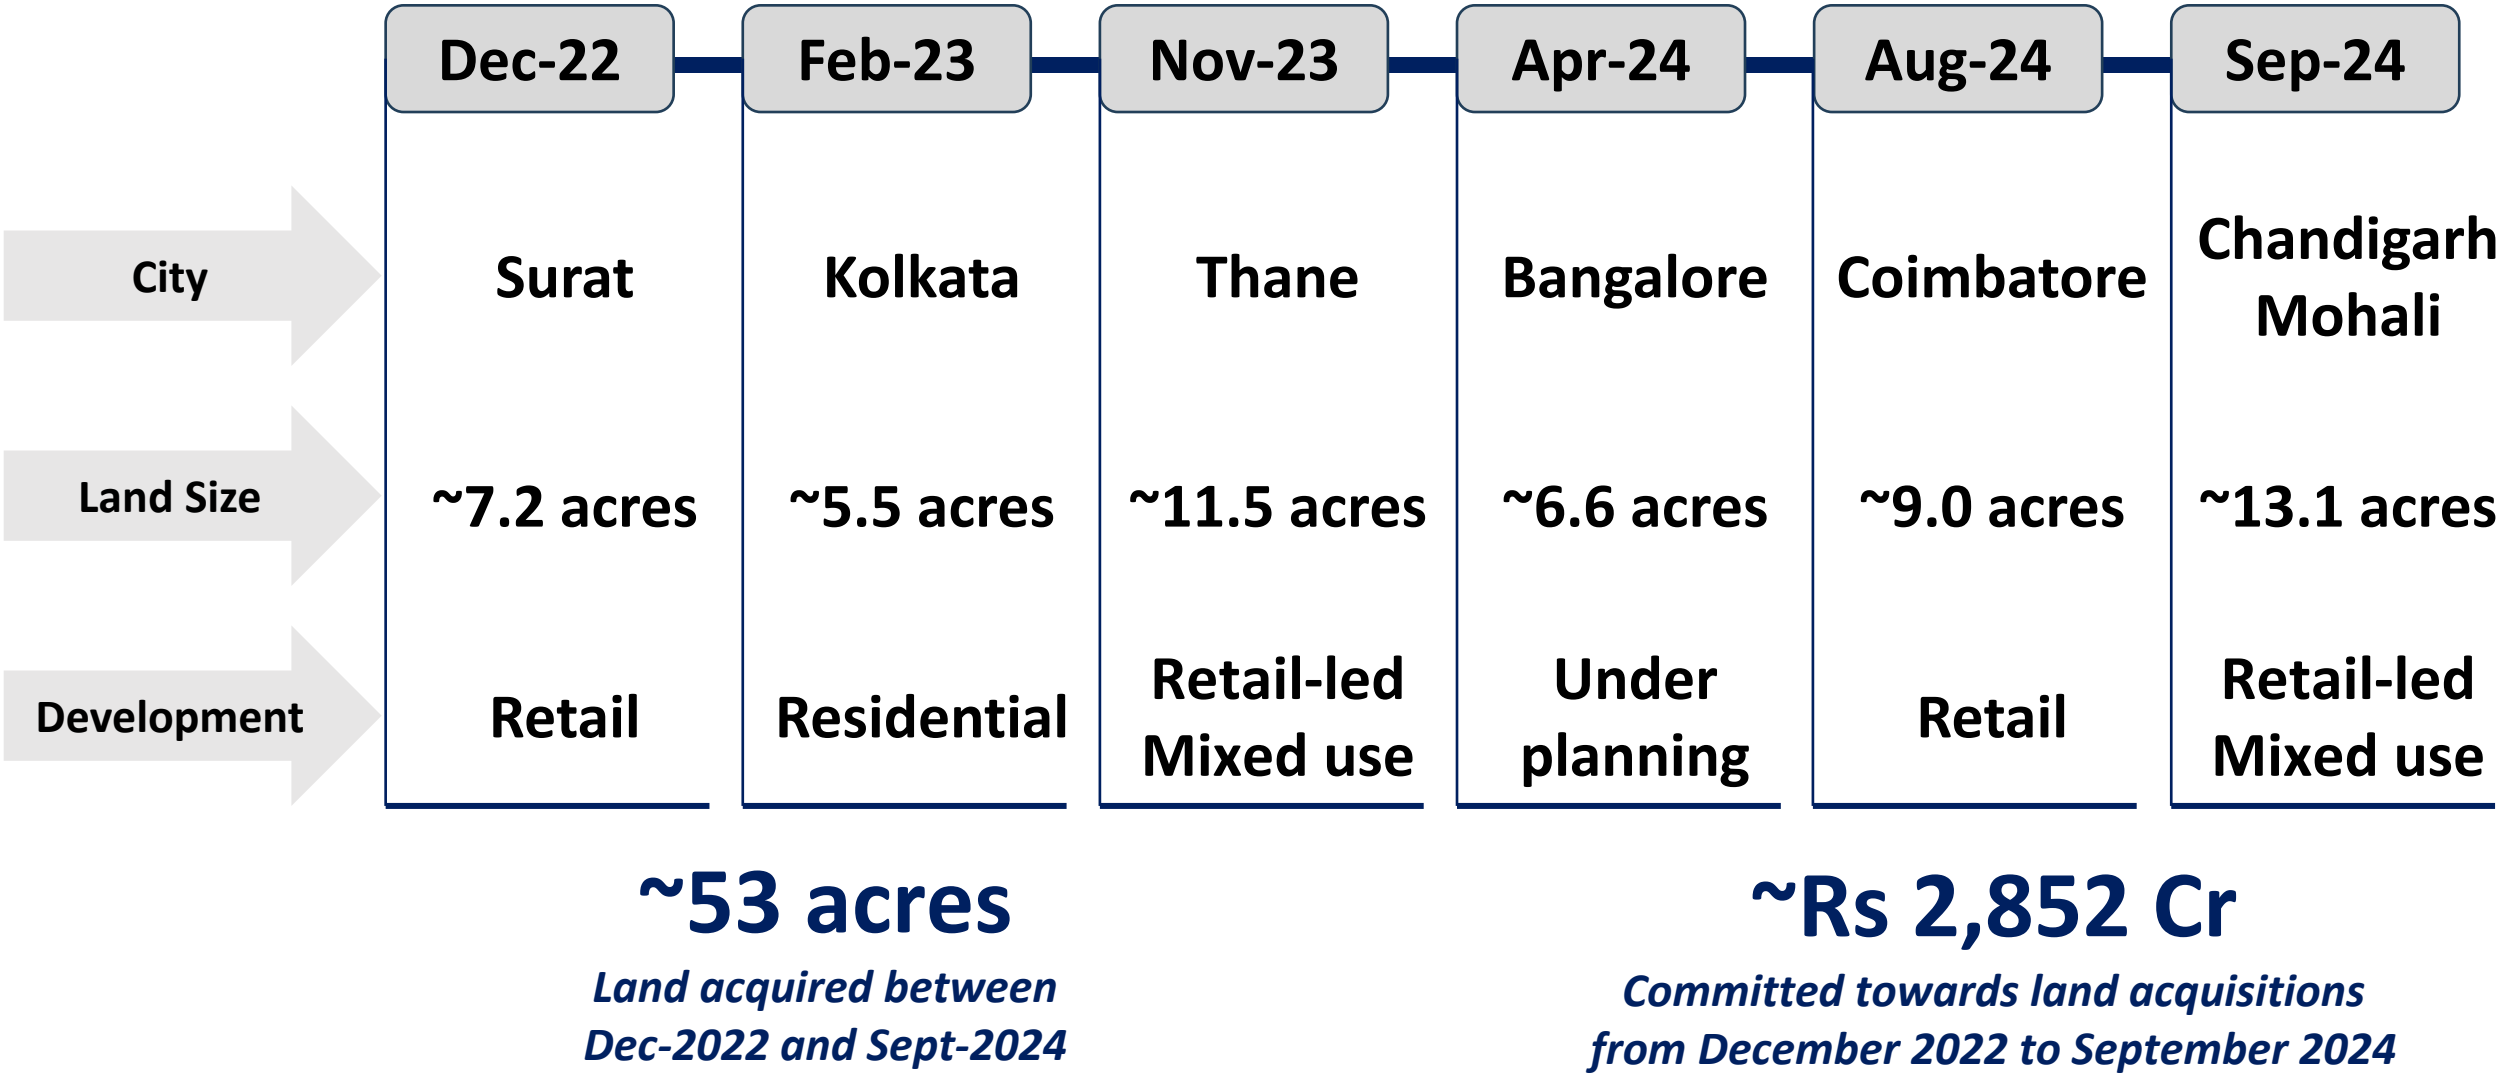 Dec-22
Feb-23
Nov-23
Apr-24
Aug-24
Sep-24
City
Surat
Kolkata
Thane
Bangalore
Coimbatore
Chandigarh
Mohali
Land Size
~7.2 acres
~5.5 acres
~11.5 acres
~6.6 acres
~9.0 acres
~13.1 acres
Development
Retail
Residential
Retail-led
Mixed use
Under
planning
Retail
Retail-led
Mixed use
~53 acres
Land acquired between
Dec-2022 and Sept-2024
~Rs 2,852 Cr
Committed towards land acquisitions
from December 2022 to September 2024